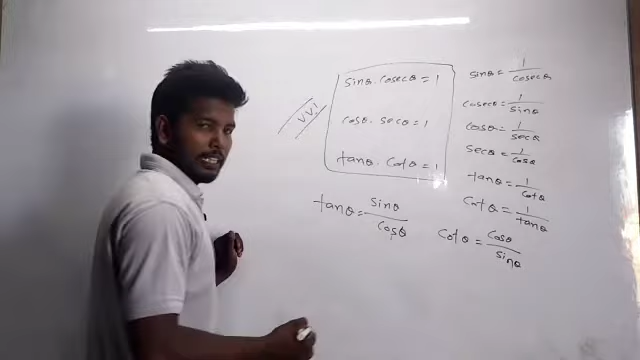 VVI
sinθ . cosecθ = 1
cosθ . secθ = 1
tanθ . cotθ = 1
tanθ = sinθ / cosθ
sinθ = 1 / cosecθ
cosecθ = 1 / sinθ
cosθ = 1 / secθ
secθ = 1 / cosθ
tanθ = 1 / cotθ
cotθ = 1 / tanθ
cotθ = cosθ / sinθ